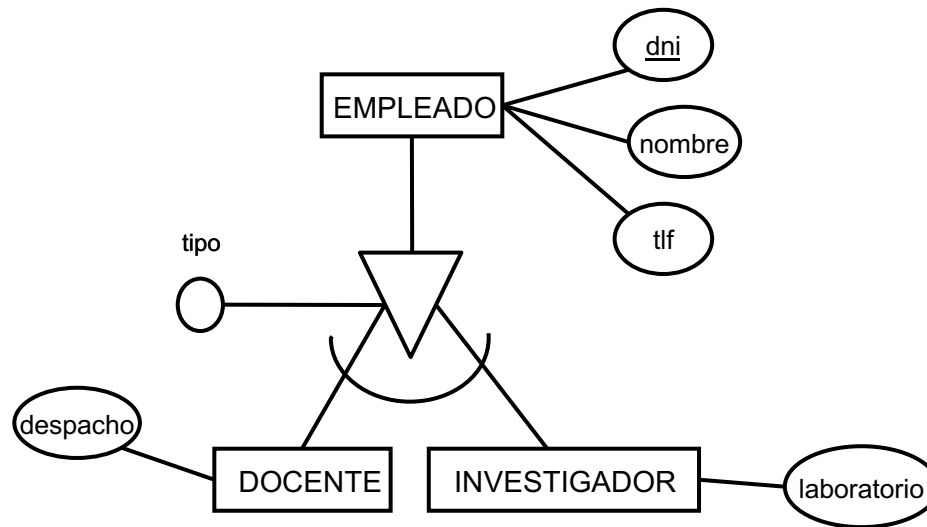 dni
EMPLEADO
nombre
tlf
tipo
despacho
DOCENTE
INVESTIGADOR
laboratorio